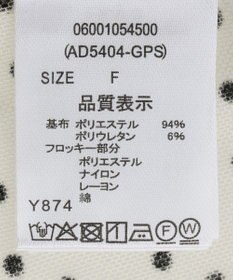 06001054500
(AD5404-GPS)
SIZE F
品質表示
基布 ポリエステル 94%
ポリウレタン 6%
フロッキー部分
ポリエステル
ナイロン
レーヨン
綿
Y874